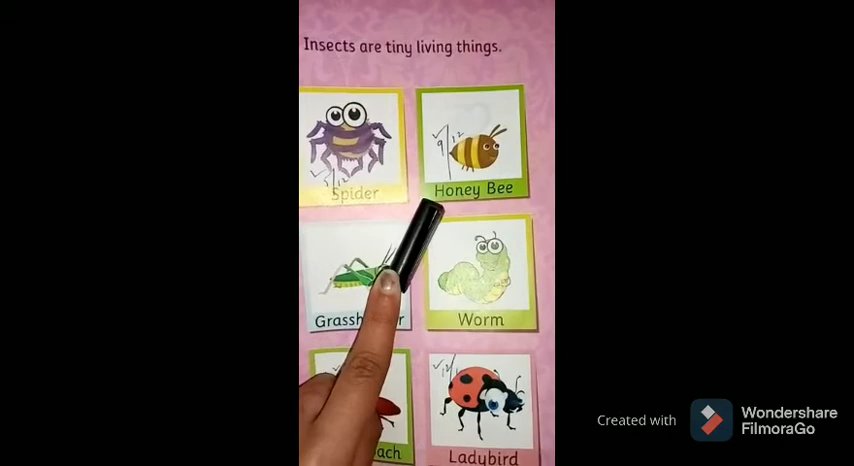 Insects are tiny living things.
Spider
Honey Bee
Worm
Ladybird
Created with
Wondershare
FilmoraGo